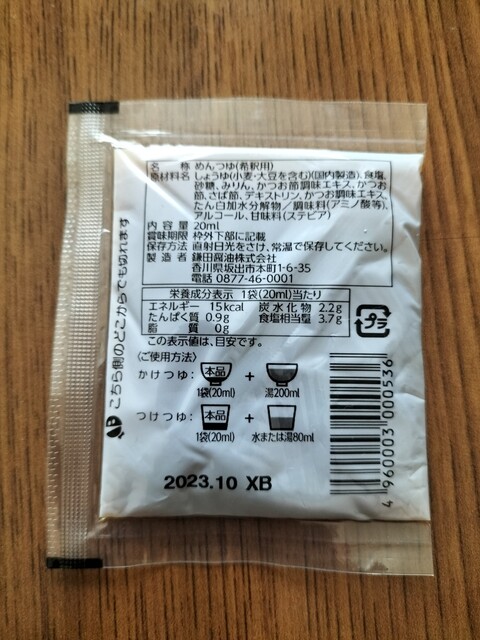 名 称 めんつゆ(希釈用)
原材料名 しょうゆ(小麦・大豆を含む)(国内製造)、食塩、
砂糖、みりん、かつお節調味エキス、かつお
節、さば節、デキストリン、かつお調味エキス、
たん白加水分解物/調味料(アミノ酸等)、
アルコール、甘味料(ステビア)
内 容 量 20ml
賞味期限 枠外下部に記載
保存方法 直射日光をさけ、常温で保存してください。
製 造 者 鎌田醤油株式会社
香川県坂出市本町1-6-35
電話 0877-46-0001
栄養成分表示 1袋(20ml)当たり
エネルギー 15kcal 炭水化物 2.2g
たんぱく質 0.9g 食塩相当量 3.7g
脂 質 0g
この表示値は、目安です。
プラ
〈ご使用方法〉
かけつゆ: 本品 + 
1袋(20ml) 湯200ml
つけつゆ: 本品 + 
1袋(20ml) 水または湯80ml
2023.10 XB
4 960003 000536
こちら側のどこからでも切れます